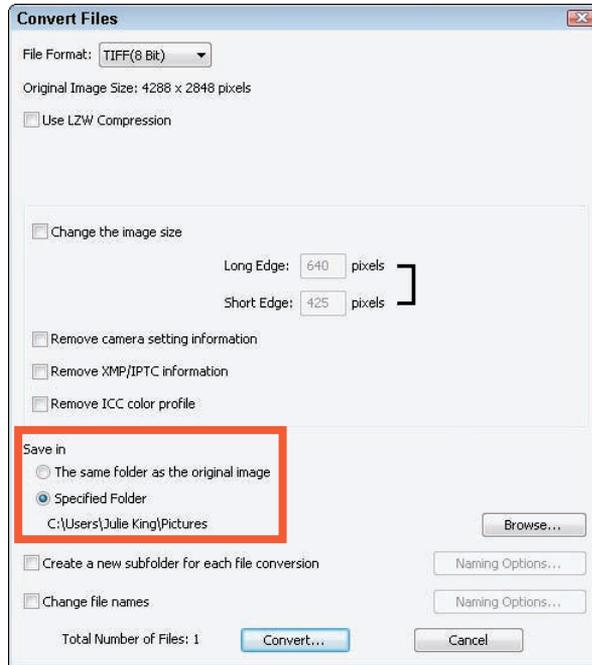 Convert Files
File Format: TIFF(8 Bit)
Original Image Size: 4288 x 2848 pixels
Use LZW Compression
Change the image size
Long Edge: 640 pixels
Short Edge: 425 pixels
Remove camera setting information
Remove XMP/IPTC information
Remove ICC color profile
Save in
The same folder as the original image
Specified Folder
C:\Users\Julie King\Pictures Browse...
Create a new subfolder for each file conversion Naming Options...
Change file names Naming Options...
Total Number of Files: 1 Convert... Cancel